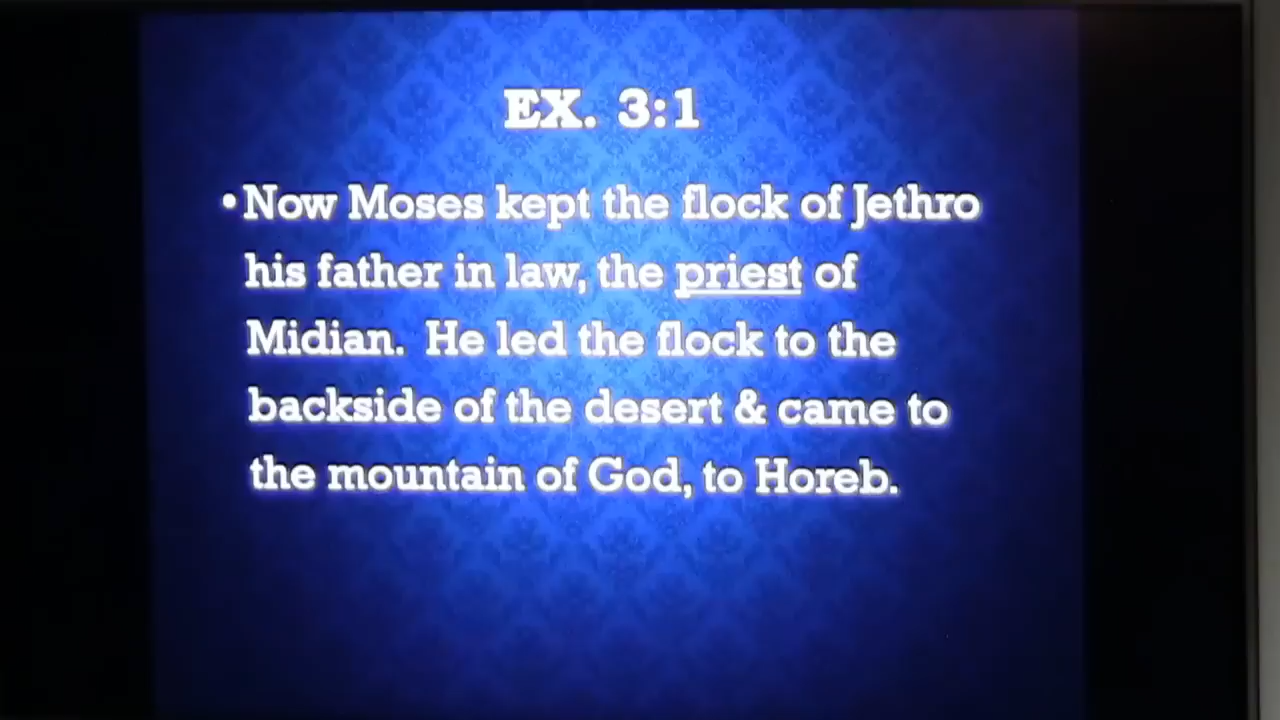 EX. 3:1
•Now Moses kept the flock of Jethro
his father in law, the priest of
Midian. He led the flock to the
backside of the desert & came to
the mountain of God, to Horeb.